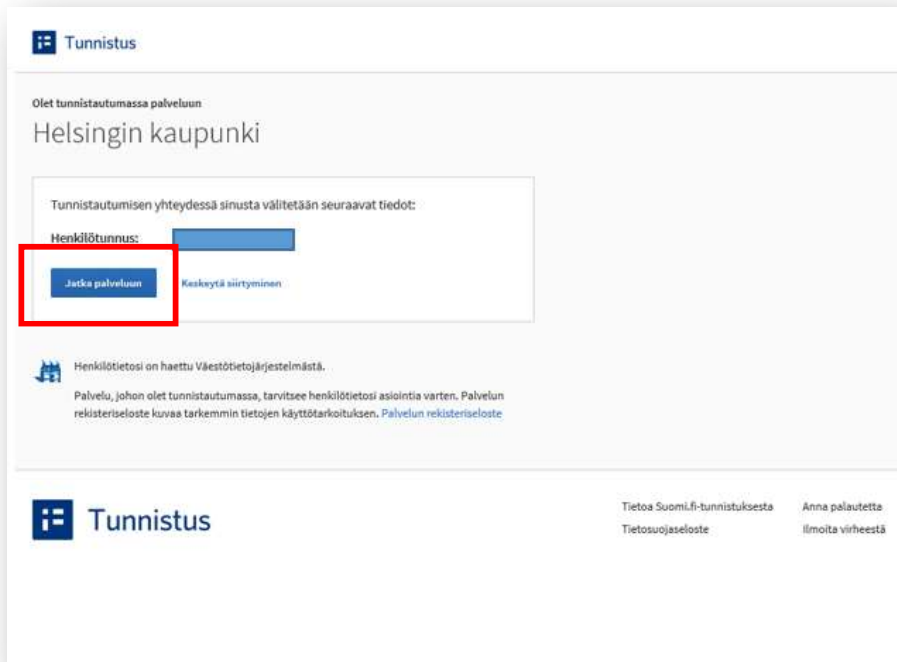 Tunnistus
Olet tunnistautumassa palveluun
Helsingin kaupunki
Tunnistautumisen yhteydessä sinusta välitetään seuraavat tiedot:
Henkilötunnus:
Jatka palveluun Keskeytä siirtyminen
Henkilötietosi on haettu Väestötietojärjestelmästä.
Palvelu, johon olet tunnistautumassa, tarvitsee henkilötietosi asiointia varten. Palvelun
rekisteriseloste kuvaa tarkemmin tietojen käyttötarkoituksen. Palvelun rekisteriseloste
Tunnistus
Tietoa Suomi.fi-tunnistuksesta Anna palautetta
Tietosuojaseloste Ilmoita virheestä